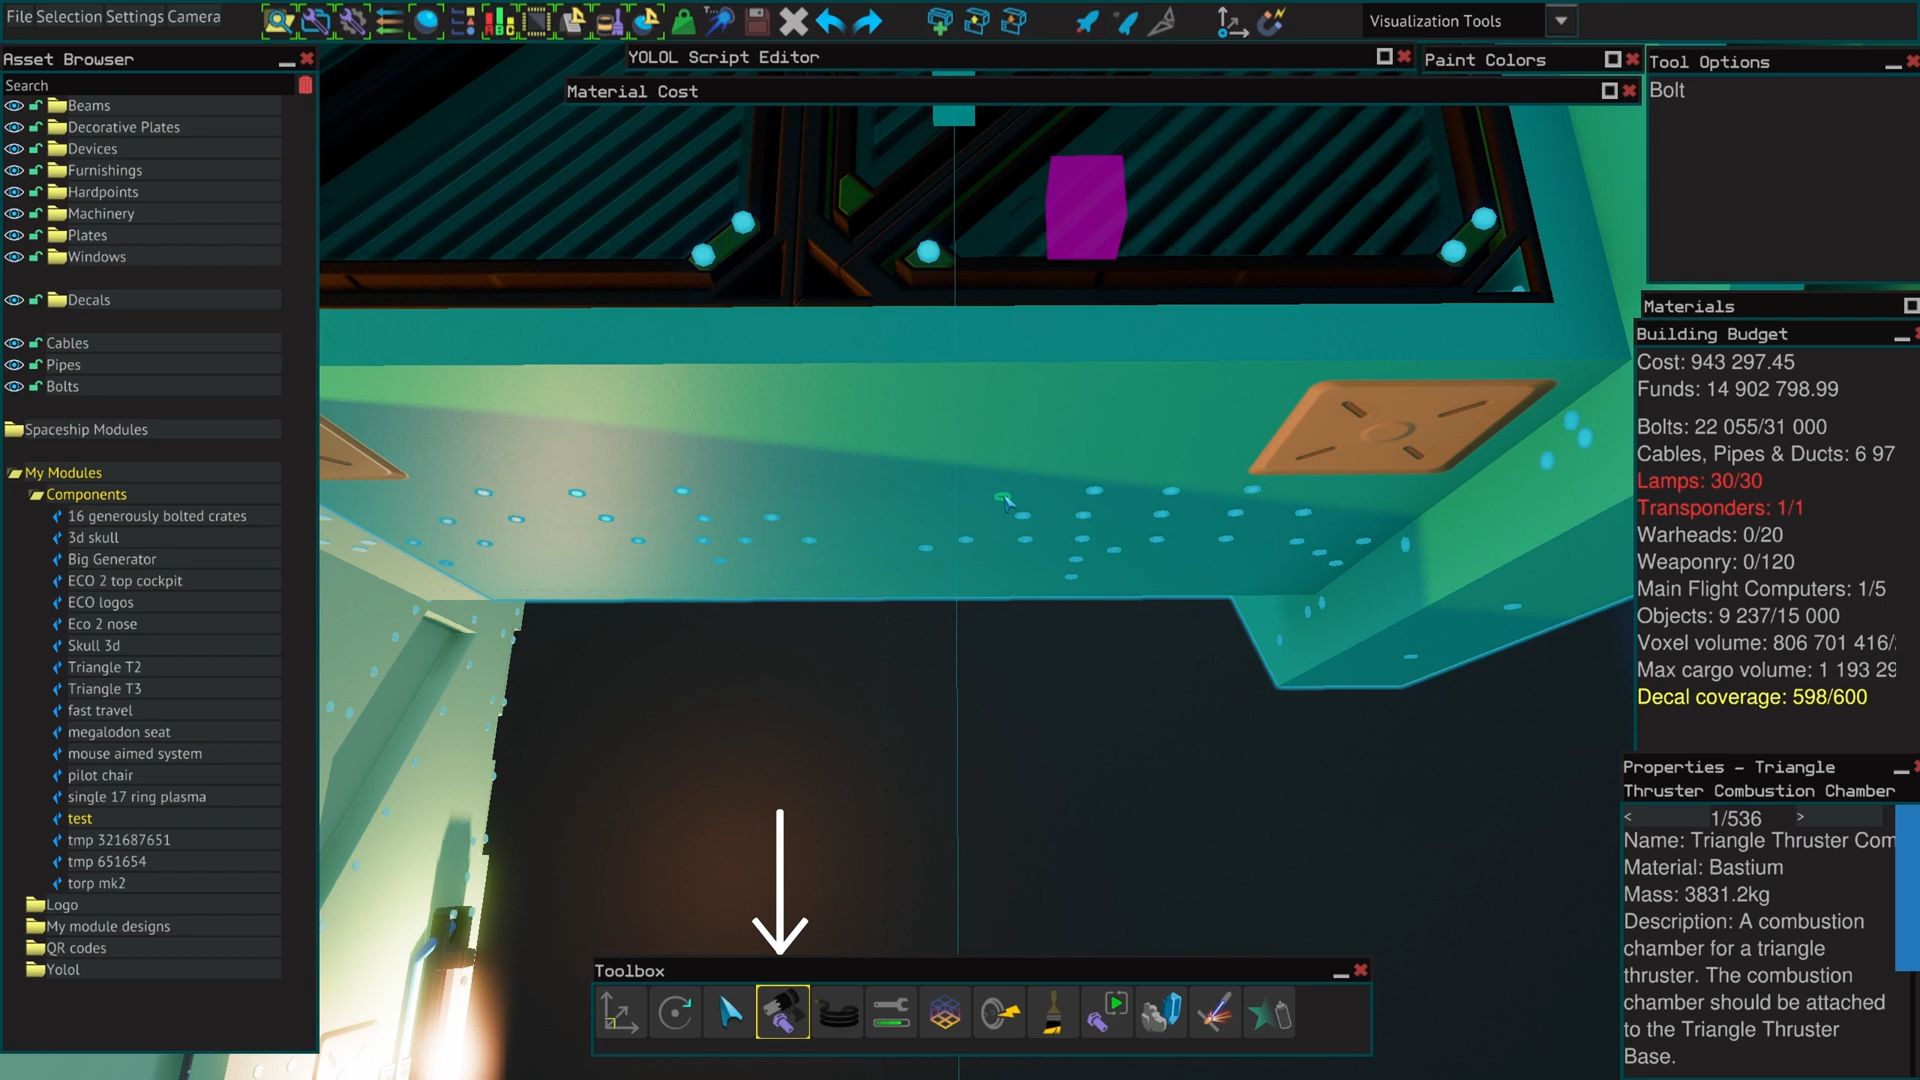 File Selection Settings Camera
Visualization Tools
Asset Browser
Search
Beams
Decorative Plates
Devices
Furnishings
Hardpoints
Machinery
Plates
Windows
Decals
Cables
Pipes
Bolts
Spaceship Modules
My Modules
Components
16 generously bolted crates
3d skull
Big Generator
ECO 2 top cockpit
ECO logos
Eco 2 nose
Skull 3d
Triangle T2
Triangle T3
fast travel
megalodon seat
mouse aimed system
pilot chair
single 17 ring plasma
test
tmp 321687651
tmp 651654
torp mk2
Logo
My module designs
QR codes
Yolol
YOLOL Script Editor
Material Cost
Paint Colors
Tool Options
Bolt
Materials
Building Budget
Cost: 943 297.45
Funds: 14 902 798.99
Bolts: 22 055/31 000
Cables, Pipes & Ducts: 6 97
Lamps: 30/30
Transponders: 1/1
Warheads: 0/20
Weaponry: 0/120
Main Flight Computers: 1/5
Objects: 9 237/15 000
Voxel volume: 806 701 416/
Max cargo volume: 1 193 29
Decal coverage: 598/600
Properties - Triangle
Thruster Combustion Chamber
< 1/536 >
Name: Triangle Thruster Com
Material: Bastium
Mass: 3831.2kg
Description: A combustion
chamber for a triangle
thruster. The combustion
chamber should be attached
to the Triangle Thruster
Base.
Toolbox